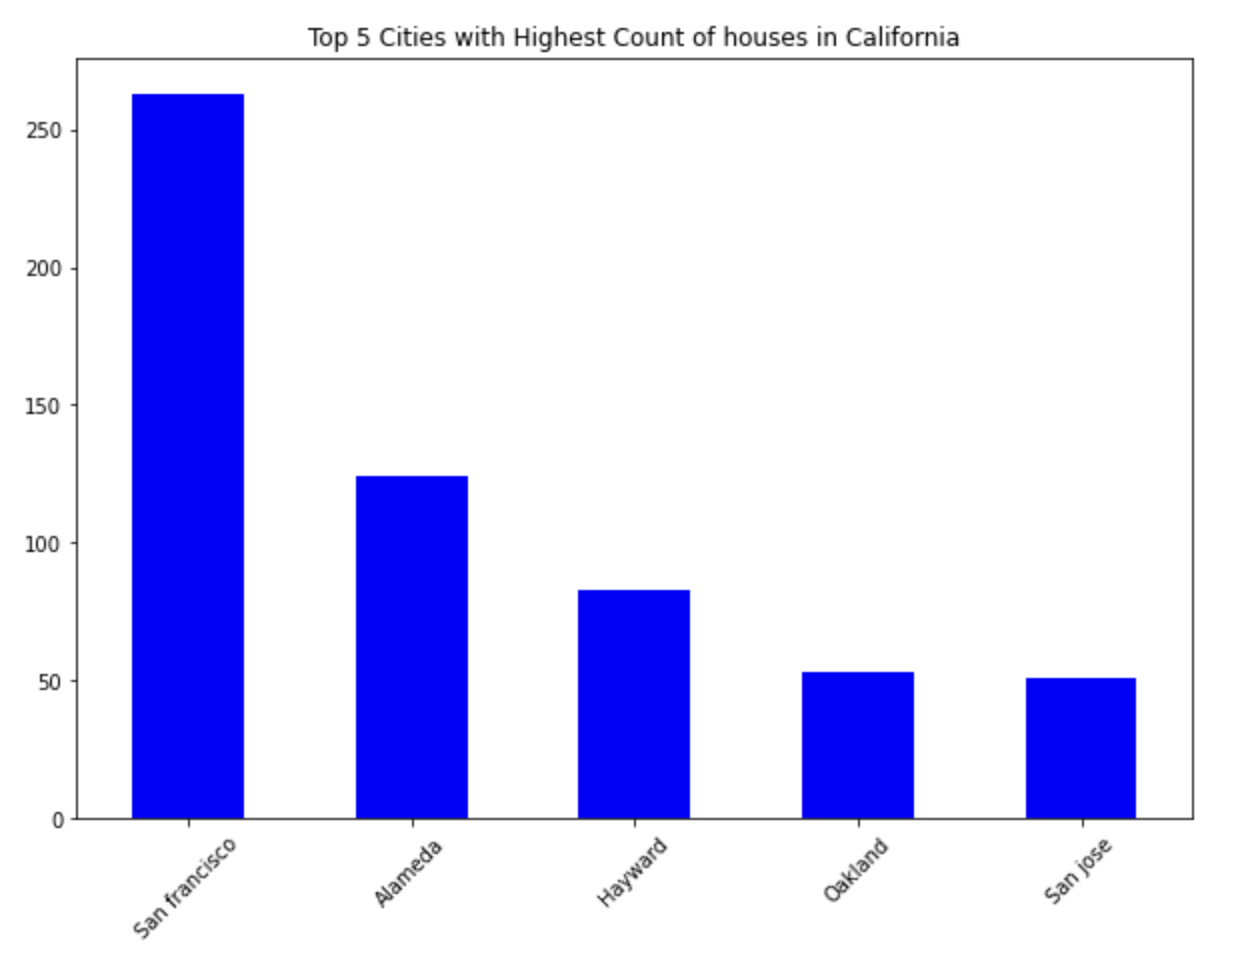 Top 5 Cities with Highest Count of houses in California
250
200
150
100
50
0
San francisco
Alameda
Hayward
Oakland
San jose